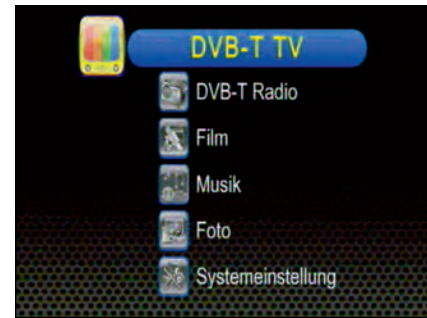 DVB-T TV
DVB-T Radio
Film
Musik
Foto
Systemeinstellung